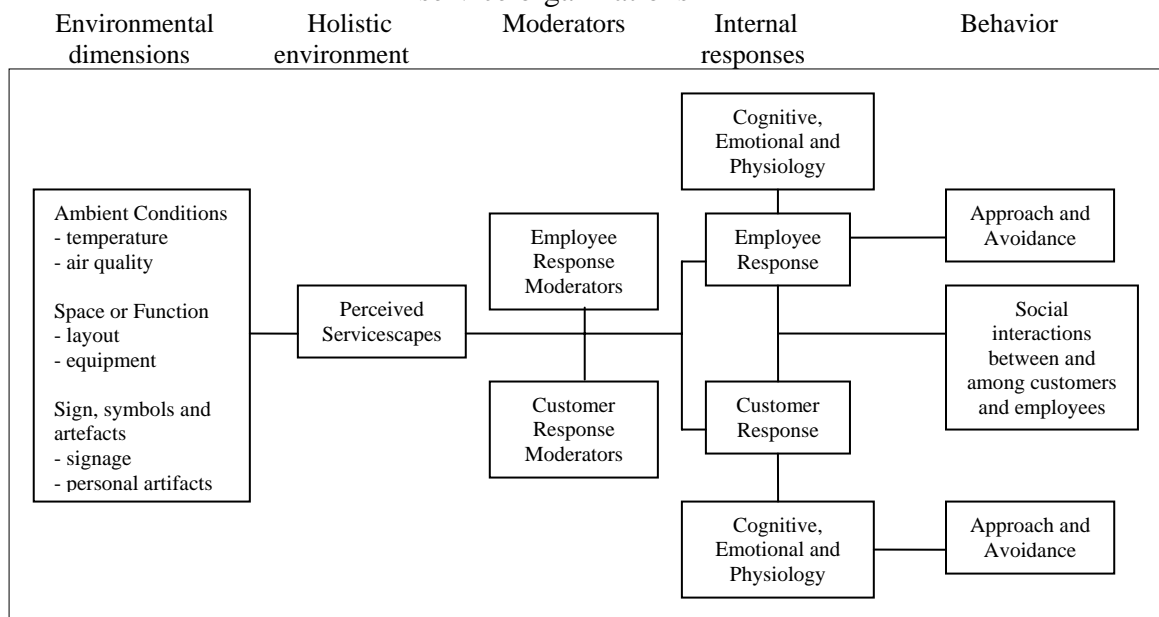 Environmental dimensions
Holistic environment
Moderators
Internal responses
Behavior
Ambient Conditions
- temperature
- air quality
Space or Function
- layout
- equipment
Sign, symbols and
artefacts
- signage
- personal artifacts
Perceived
Servicescapes
Employee
Response
Moderators
Customer
Response
Moderators
Cognitive,
Emotional and
Physiology
Employee
Response
Customer
Response
Cognitive,
Emotional and
Physiology
Approach and
Avoidance
Social
interactions
between and
among customers
and employees
Approach and
Avoidance